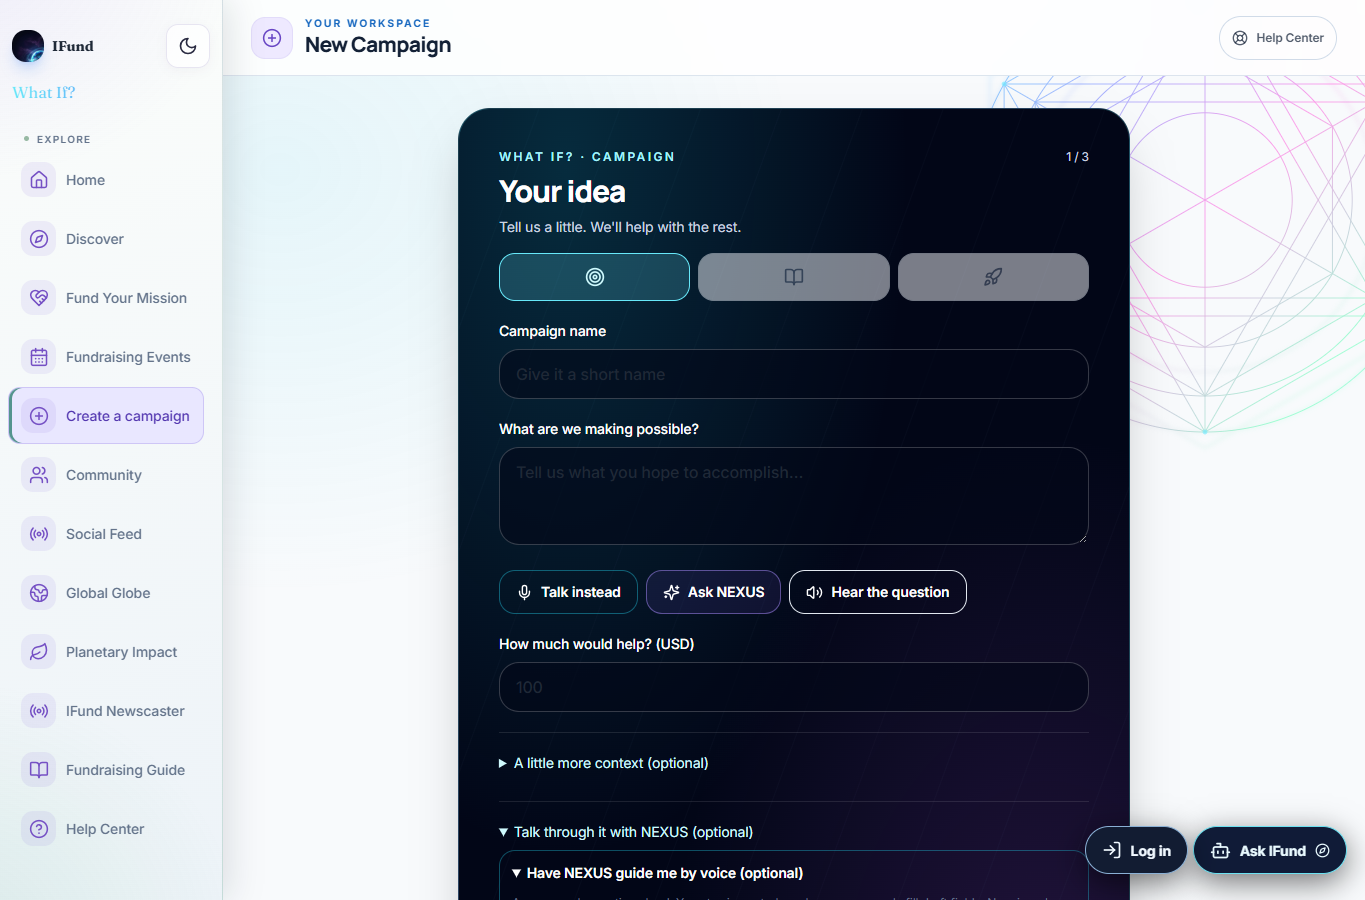 IFund
What If?
EXPLORE
Home
Discover
Fund Your Mission
Fundraising Events
Create a campaign
Community
Social Feed
Global Globe
Planetary Impact
IFund Newscaster
Fundraising Guide
Help Center
YOUR WORKSPACE
New Campaign
Help Center
WHAT IF? · CAMPAIGN
1 / 3
Your idea
Tell us a little. We'll help with the rest.
Campaign name
Give it a short name
What are we making possible?
Tell us what you hope to accomplish...
Talk instead
Ask NEXUS
Hear the question
How much would help? (USD)
100
A little more context (optional)
Talk through it with NEXUS (optional)
Have NEXUS guide me by voice (optional)
Log in
Ask IFund